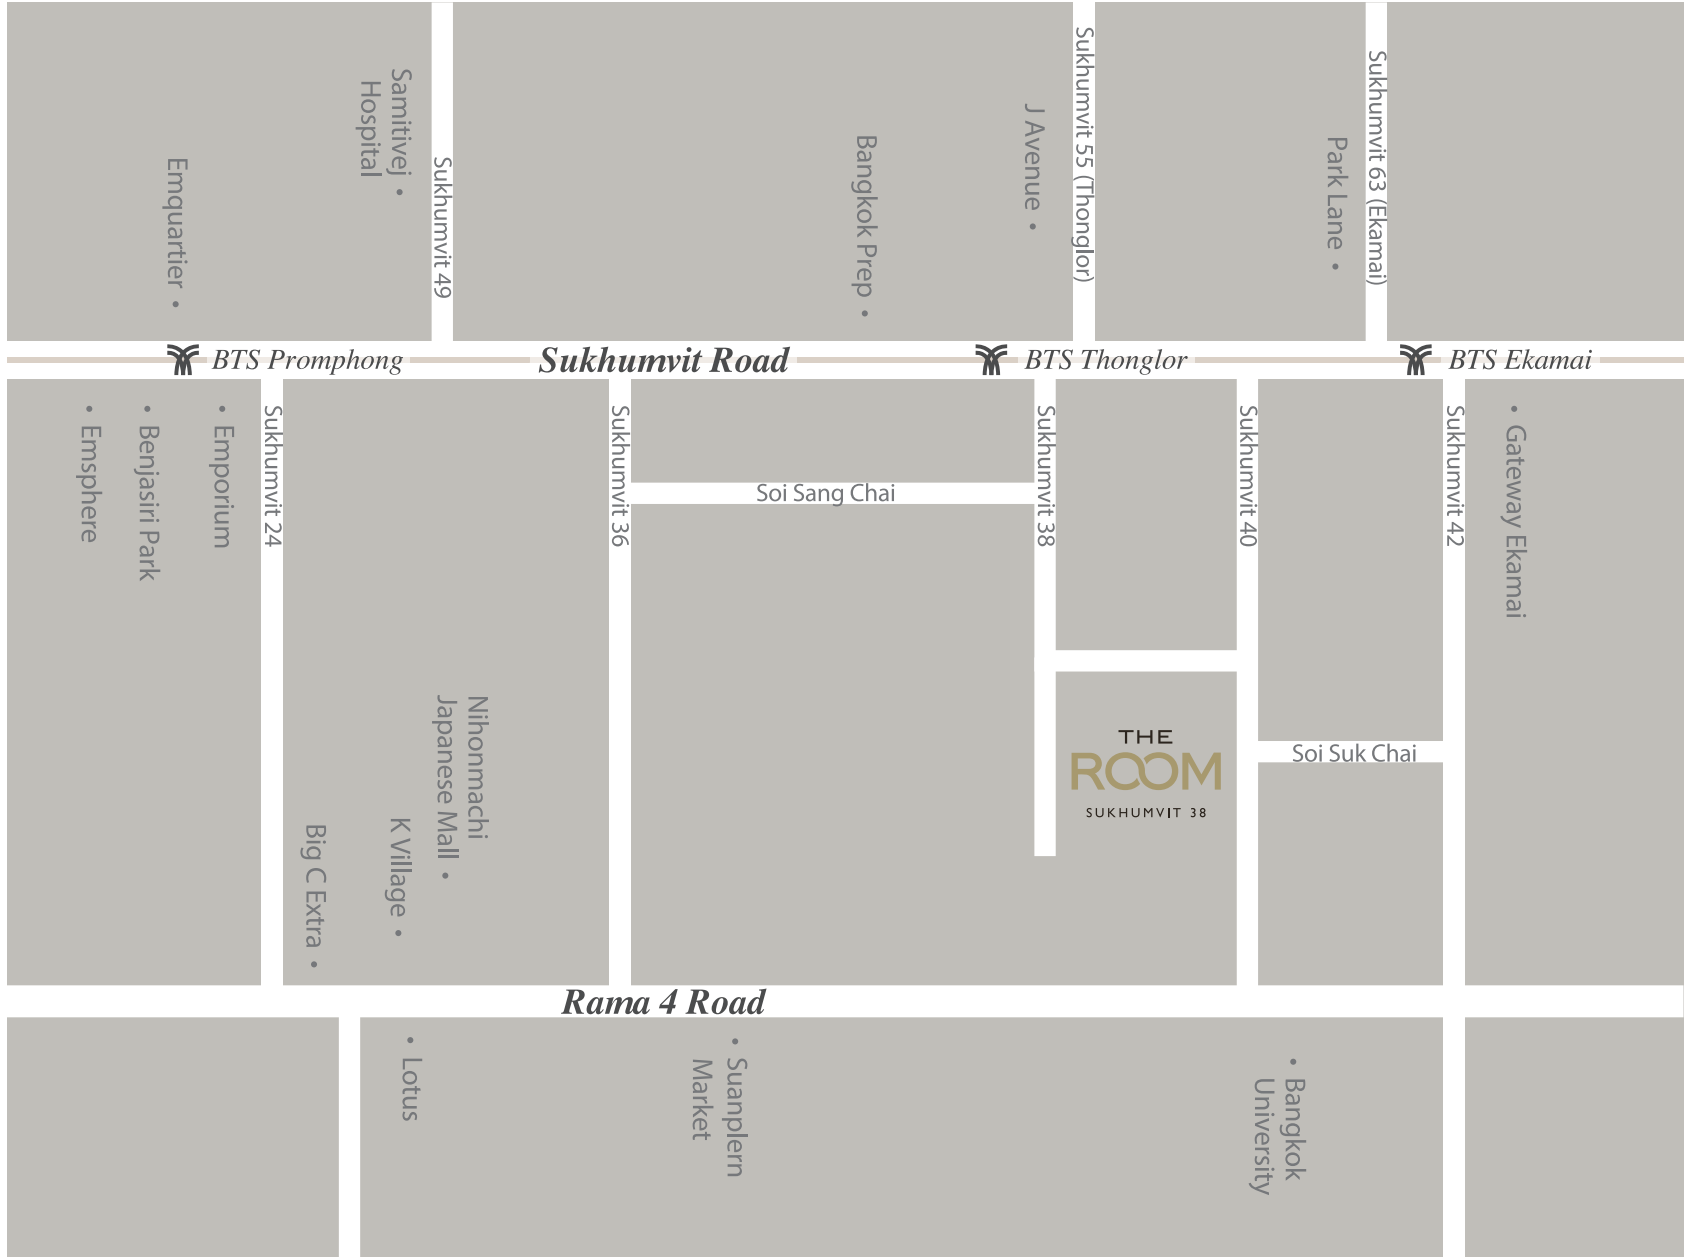 Samitivej
Hospital
Sukhumvit 49
Emquartier
Bangkok Prep
J Avenue
Sukhumvit 55 (Thonglor)
Park Lane
Sukhumvit 63 (Ekamai)
BTS Promphong
Sukhumvit Road
BTS Thonglor
BTS Ekamai
Emsphere
Benjasiri Park
Emporium
Sukhumvit 24
Sukhumvit 36
Soi Sang Chai
Sukhumvit 38
Sukhumvit 40
Sukhumvit 42
Gateway Ekamai
Nihonmachi
Japanese Mall
K Village
Big C Extra
THE
ROOM
SUKHUMVIT 38
Soi Suk Chai
Rama 4 Road
Lotus
Suanplern
Market
Bangkok
University